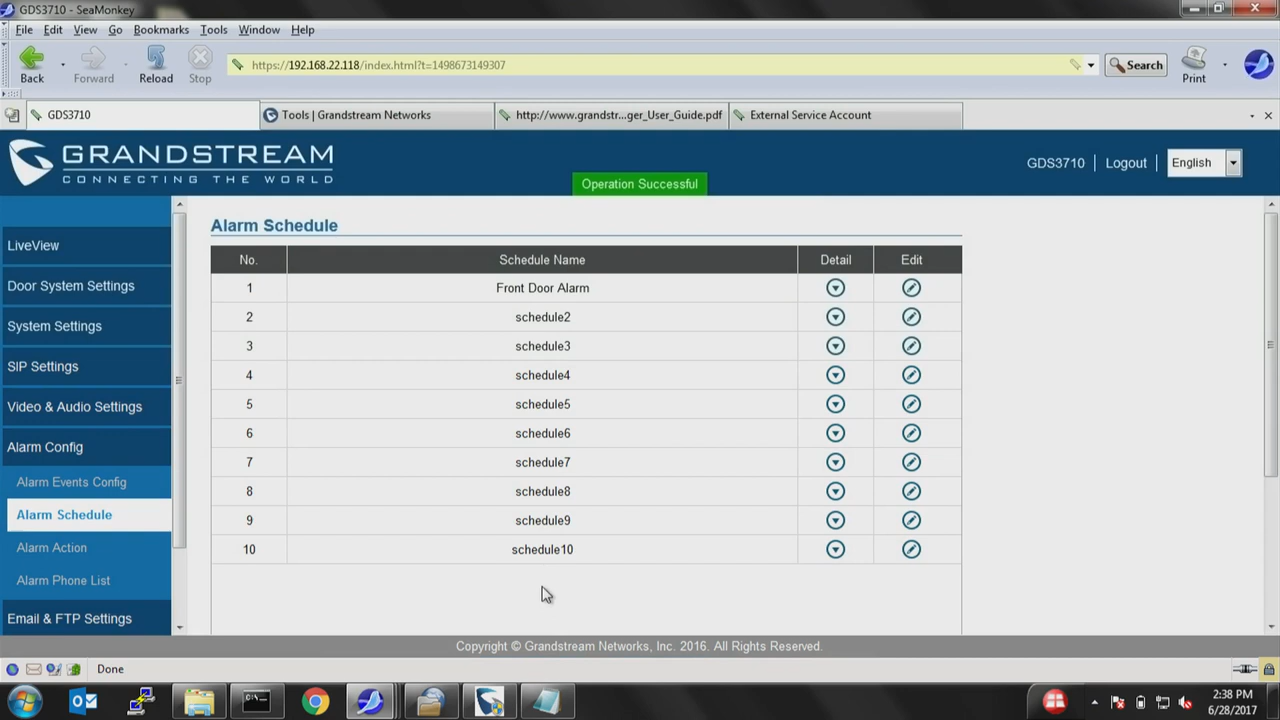 GDS3710 - SeaMonkey
File Edit View Go Bookmarks Tools Window Help
Back Forward Reload Stop https://192.168.22.118/index.html?t=1498673149307 Search Print
GDS3710 Tools | Grandstream Networks http://www.grandstr...ger_User_Guide.pdf External Service Account
GRANDSTREAM
CONNECTING THE WORLD
GDS3710 Logout English
Operation Successful
LiveView
Door System Settings
System Settings
SIP Settings
Video & Audio Settings
Alarm Config
Alarm Events Config
Alarm Schedule
Alarm Action
Alarm Phone List
Email & FTP Settings
Alarm Schedule
No. Schedule Name Detail Edit
1 Front Door Alarm
2 schedule2
3 schedule3
4 schedule4
5 schedule5
6 schedule6
7 schedule7
8 schedule8
9 schedule9
10 schedule10
Copyright © Grandstream Networks, Inc. 2016. All Rights Reserved.
Done
2:38 PM
6/28/2017